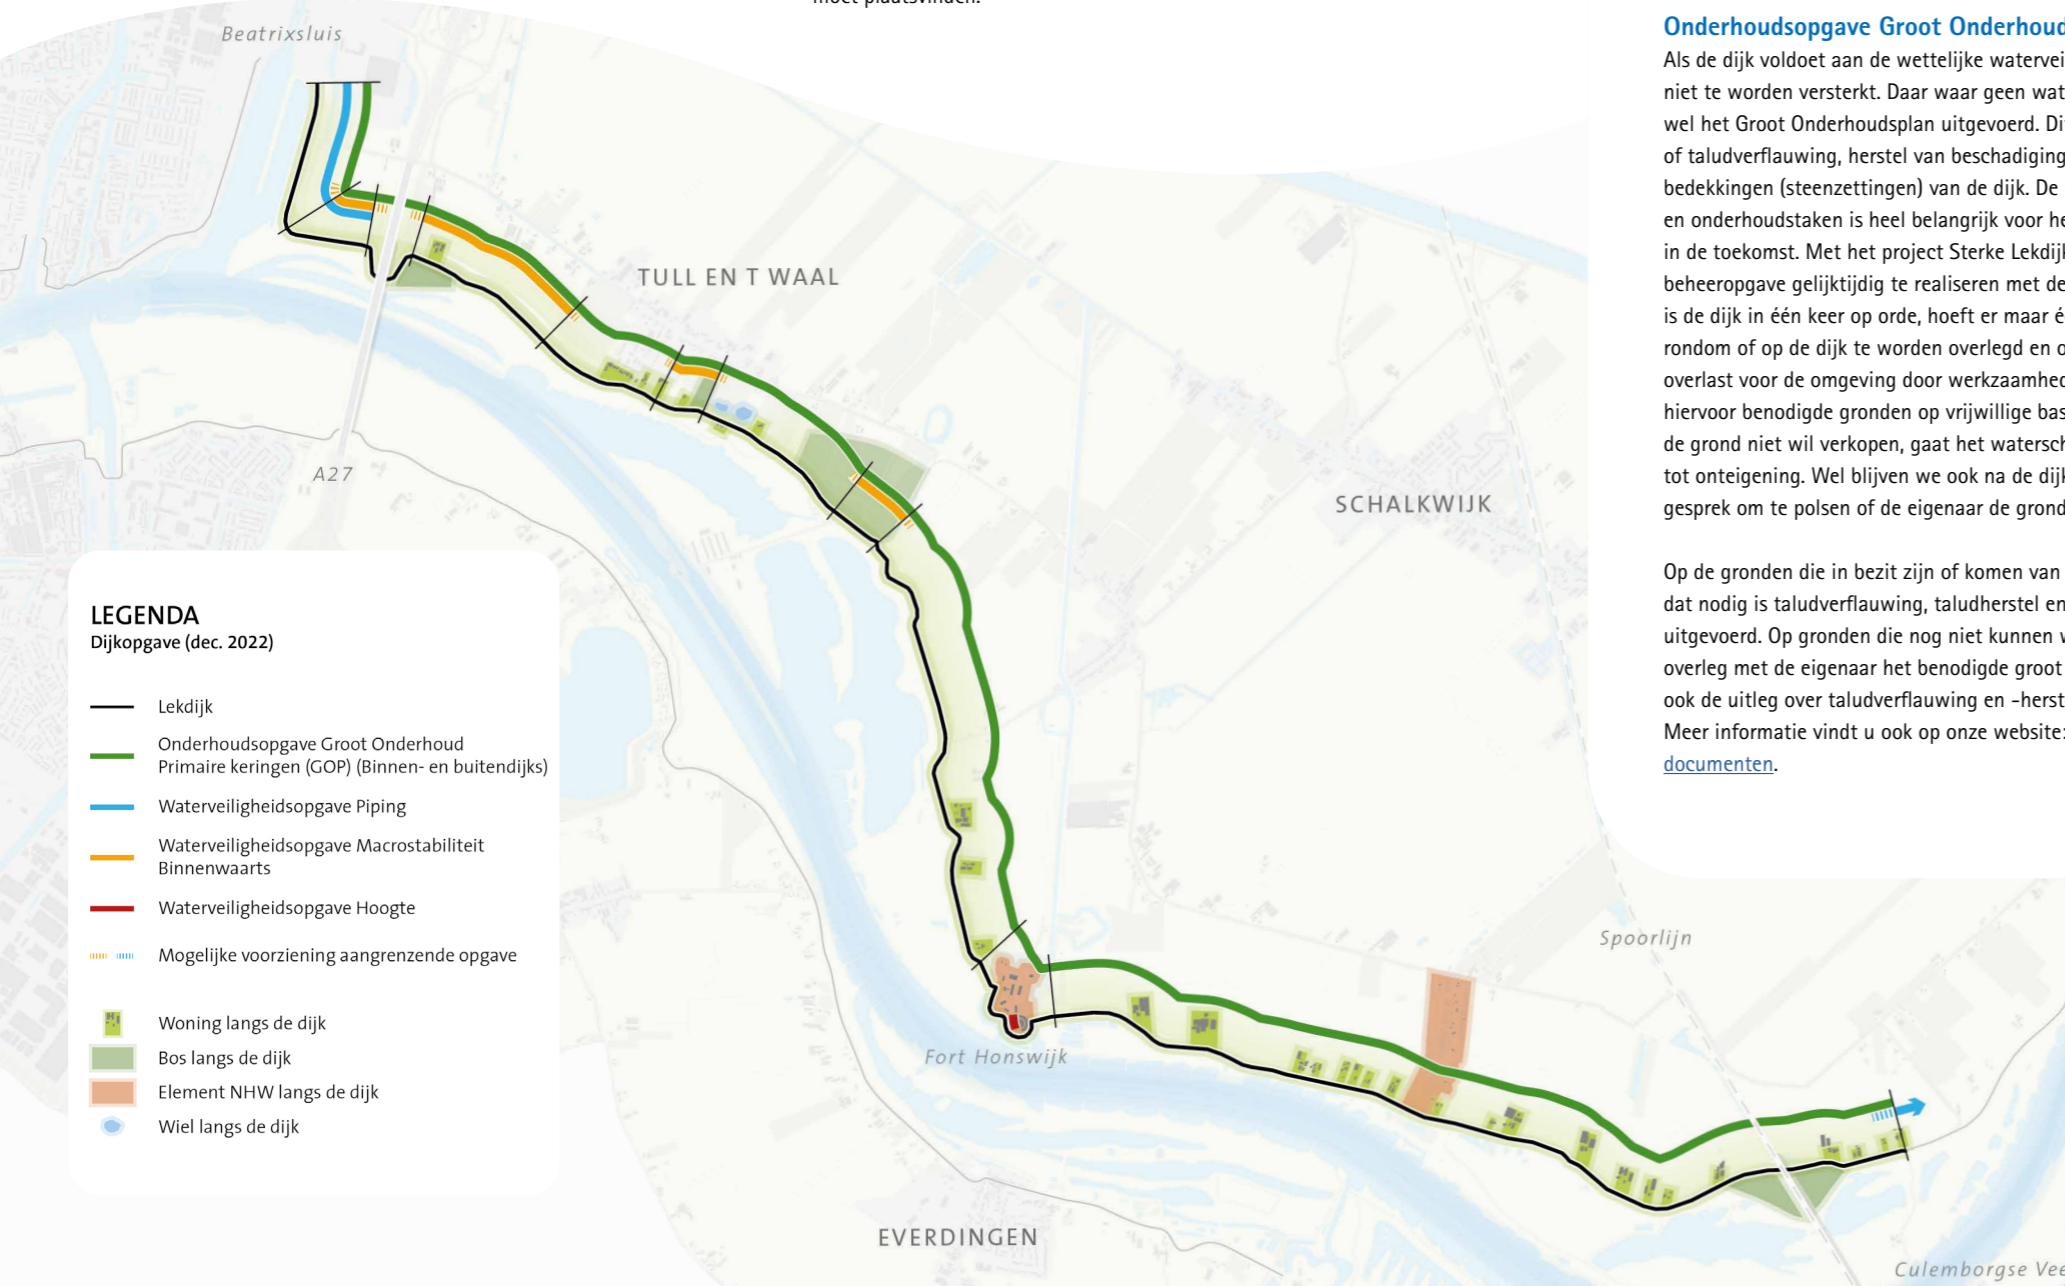 moet plaatsvinden.
Beatrixsluis
TULL EN T WAAL
A27
SCHALKWIJK
Spoorlijn
Fort Honswijk
EVERDINGEN
Culemborgse Vee
LEGENDA
Dijkopgave (dec. 2022)
Lekdijk
Onderhoudsopgave Groot Onderhoud
Primaire keringen (GOP) (Binnen- en buitendijks)
Waterveiligheidsopgave Piping
Waterveiligheidsopgave Macrostabiliteit
Binnenwaarts
Waterveiligheidsopgave Hoogte
Mogelijke voorziening aangrenzende opgave
Woning langs de dijk
Bos langs de dijk
Element NHW langs de dijk
Wiel langs de dijk
Onderhoudsopgave Groot Onderhoud
Als de dijk voldoet aan de wettelijke watervei
niet te worden versterkt. Daar waar geen wat
wel het Groot Onderhoudsplan uitgevoerd. Di
of taludverflauwing, herstel van beschadiging
bedekkingen (steenzettingen) van de dijk. De
en onderhoudstaken is heel belangrijk voor he
in de toekomst. Met het project Sterke Lekdijk
beheeropgave gelijktijdig te realiseren met de
is de dijk in één keer op orde, hoeft er maar é
rondom of op de dijk te worden overlegd en o
overlast voor de omgeving door werkzaamhed
hiervoor benodigde gronden op vrijwillige bas
de grond niet wil verkopen, gaat het watersch
tot onteigening. Wel blijven we ook na de dijk
gesprek om te polsen of de eigenaar de grond
Op de gronden die in bezit zijn of komen van
dat nodig is taludverflauwing, taludherstel en
uitgevoerd. Op gronden die nog niet kunnen v
overleg met de eigenaar het benodigde groot
ook de uitleg over taludverflauwing en -herst
Meer informatie vindt u ook op onze website:
documenten.